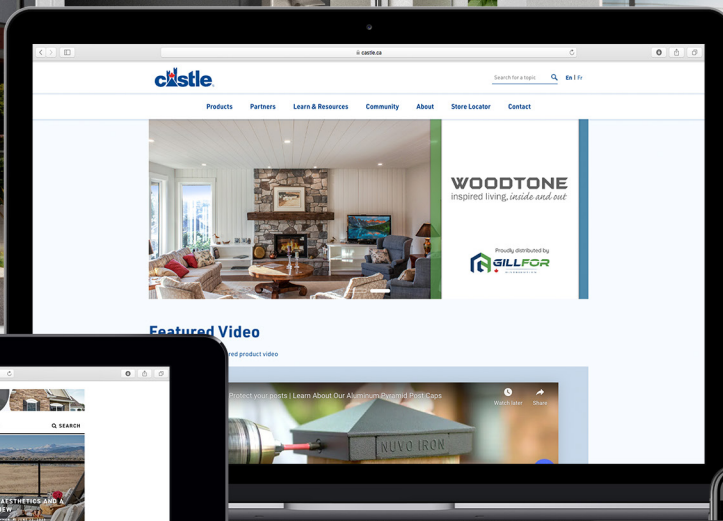 castle.ca
castle
Search for a topic
En | Fr
Products Partners Learn & Resources Community About Store Locator Contact
WOODTONE
inspired living, inside and out
Proudly distributed by
GILLFOR
DISTRIBUTION
Featured Video
red product video
Protect your posts | Learn About Our Aluminum Pyramid Post Caps
Watch later Share
NUVO IRON
SEARCH
AESTHETICS AND A
EW